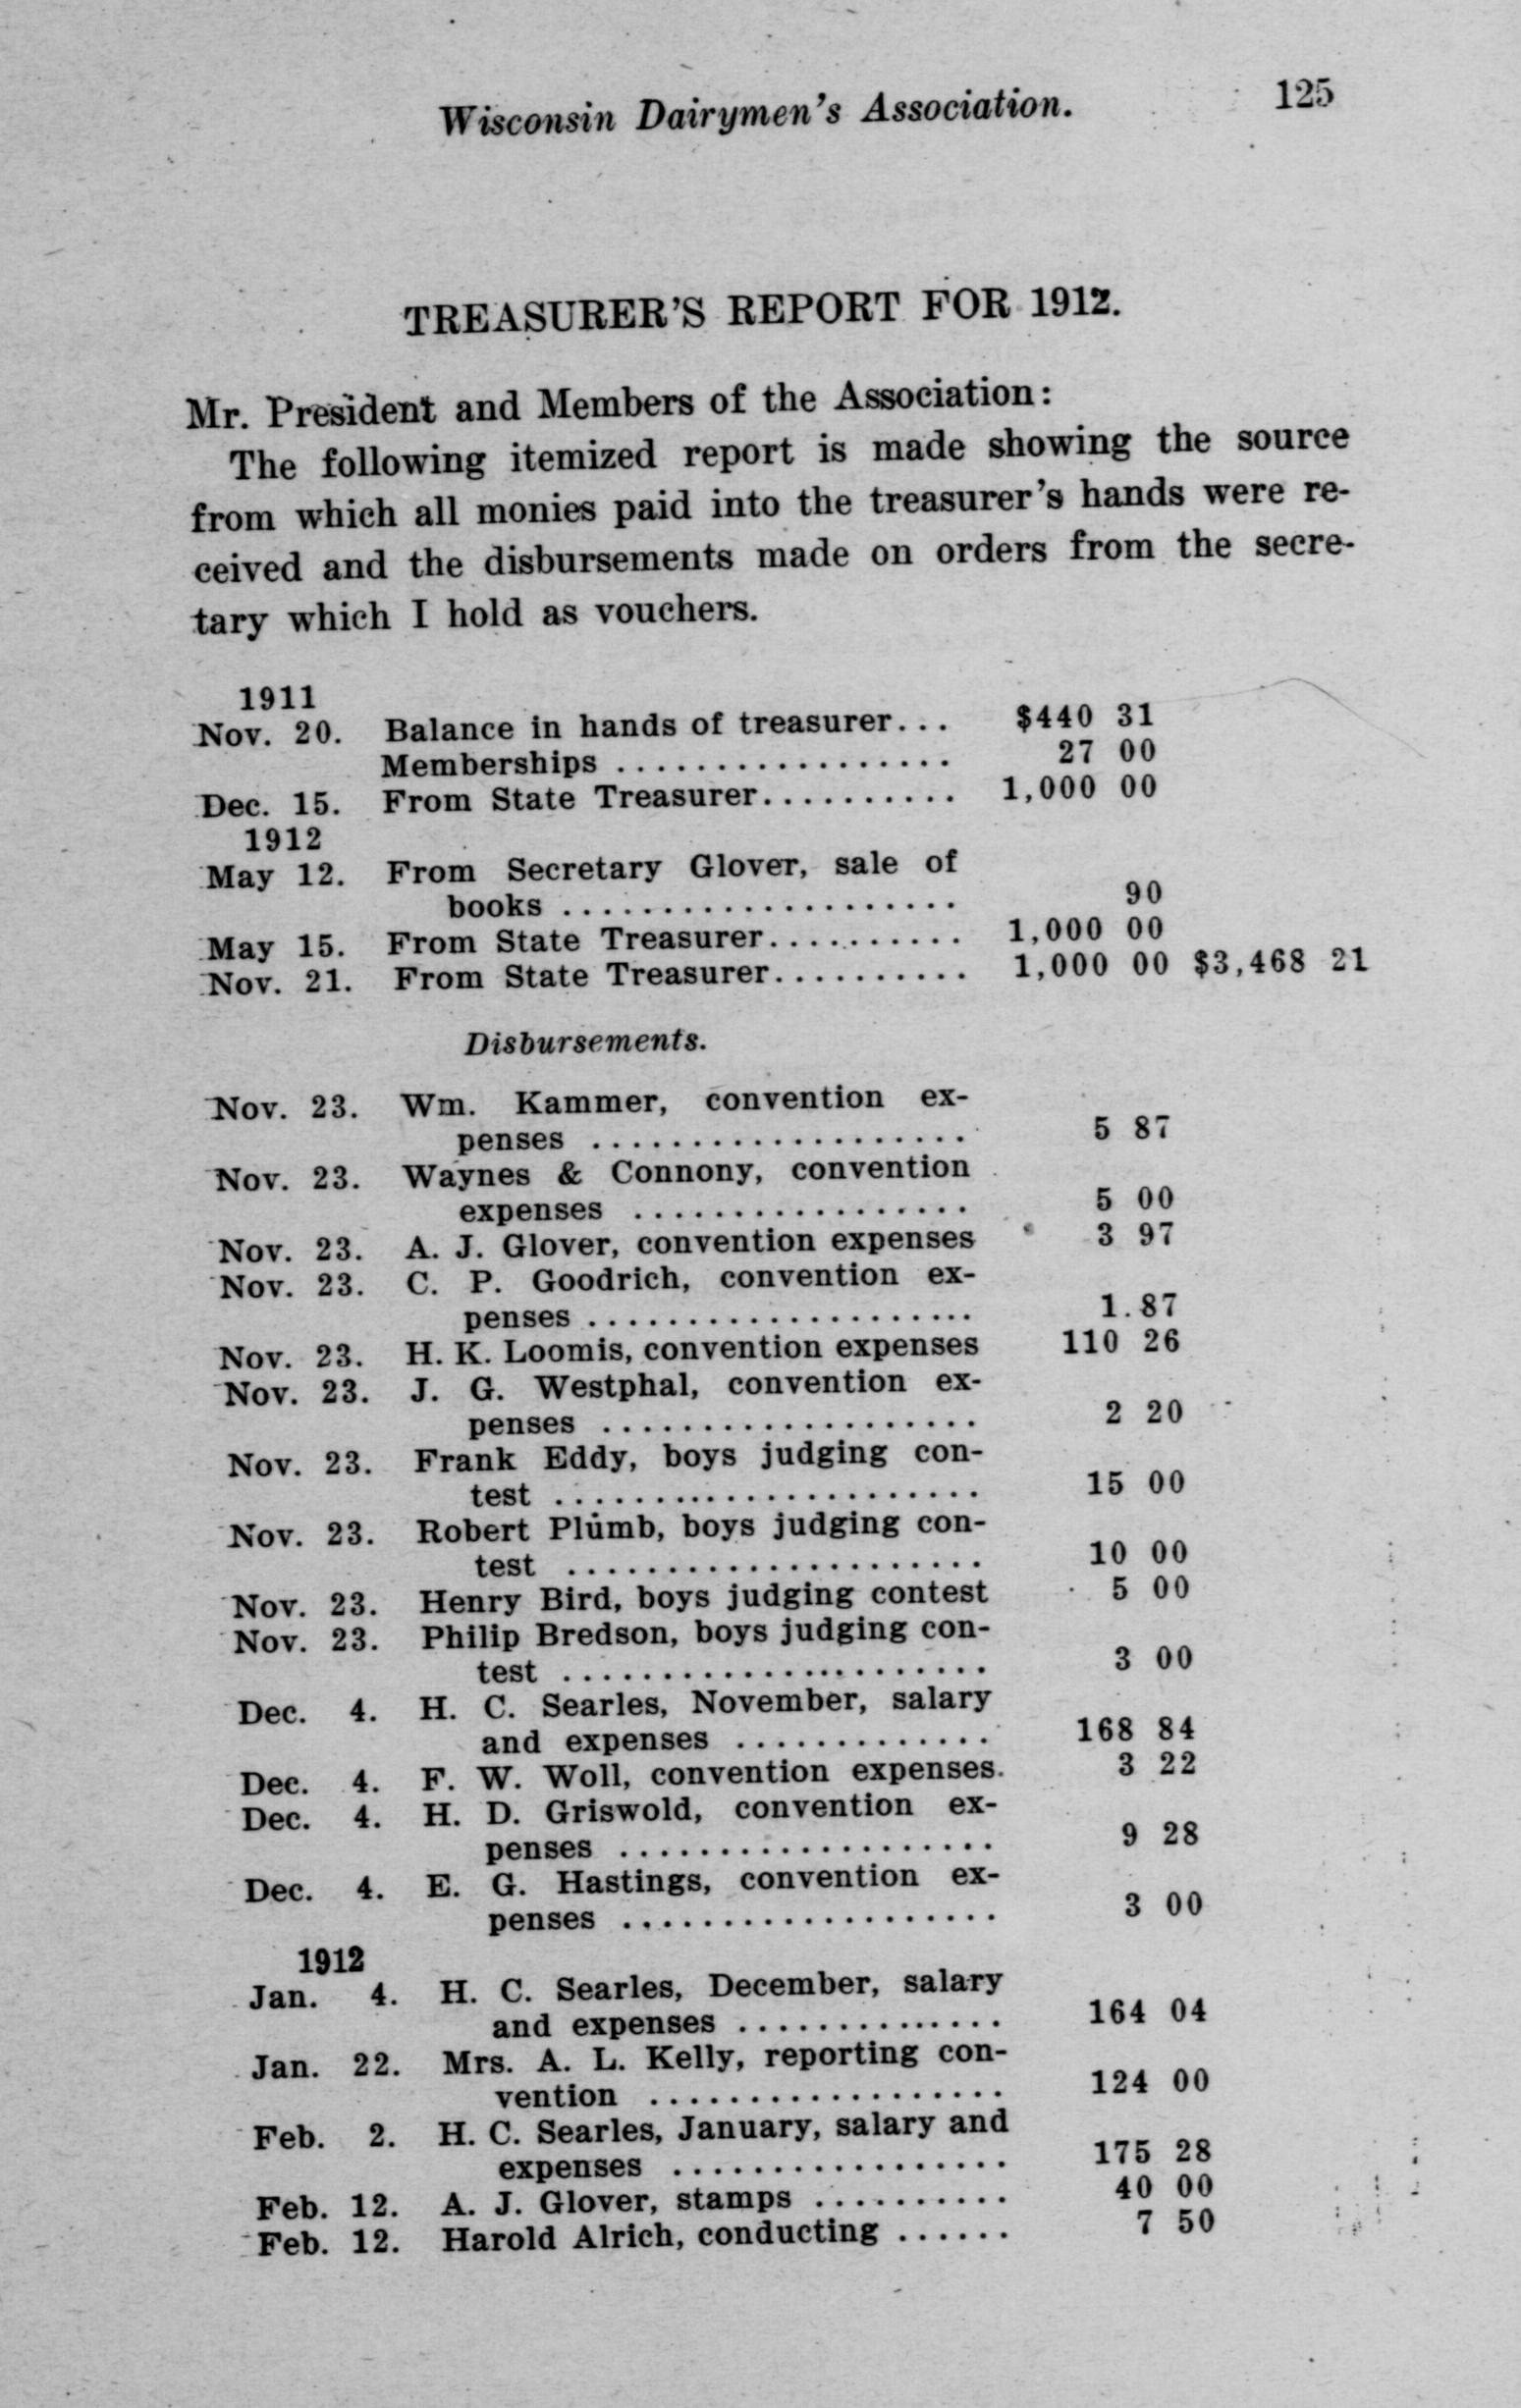 Wisconsin Dairymen's Association. 125
TREASURER'S REPORT FOR 1912.
Mr. President and Members of the Association:
The following itemized report is made showing the source
from which all monies paid into the treasurer's hands were re-
ceived and the disbursements made on orders from the secre-
tary which I hold as vouchers.
1911
Nov. 20. Balance in hands of treasurer... $440 31
Memberships ................. 27 00
Dec. 15. From State Treasurer.......... 1,000 00
1912
May 12. From Secretary Glover, sale of
books .................... 90
May 15. From State Treasurer.......... 1,000 00
Nov. 21. From State Treasurer.......... 1,000 00 $3,468 21
Disbursements.
Nov. 23. Wm. Kammer, convention ex-
penses ................... 5 87
Nov. 23. Waynes & Connony, convention
expenses ................. 5 00
Nov. 23. A. J. Glover, convention expenses 3 97
Nov. 23. C. P. Goodrich, convention ex-
penses .................... 1.87
Nov. 23. H. K. Loomis, convention expenses 110 26
Nov. 23. J. G. Westphal, convention ex-
penses ................... 2 20
Nov. 23. Frank Eddy, boys judging con-
test ...................... 15 00
Nov. 23. Robert Plumb, boys judging con-
test ..................... 10 00
Nov. 23. Henry Bird, boys judging contest 5 00
Nov. 23. Philip Bredson, boys judging con-
test ...................... 3 00
Dec. 4. H. C. Searles, November, salary
and expenses ............. 168 84
Dec. 4. F. W. Woll, convention expenses. 3 22
Dec. 4. H. D. Griswold, convention ex-
penses ................... 9 28
Dec. 4. E. G. Hastings, convention ex-
penses ................... 3 00
1912
Jan. 4. H. C. Searles, December, salary
and expenses .............. 164 04
Jan. 22. Mrs. A. L. Kelly, reporting con-
vention .................. 124 00
Feb. 2. H. C. Searles, January, salary and
expenses ................. 175 28
Feb. 12. A. J. Glover, stamps .......... 40 00
Feb. 12. Harold Alrich, conducting ...... 7 50